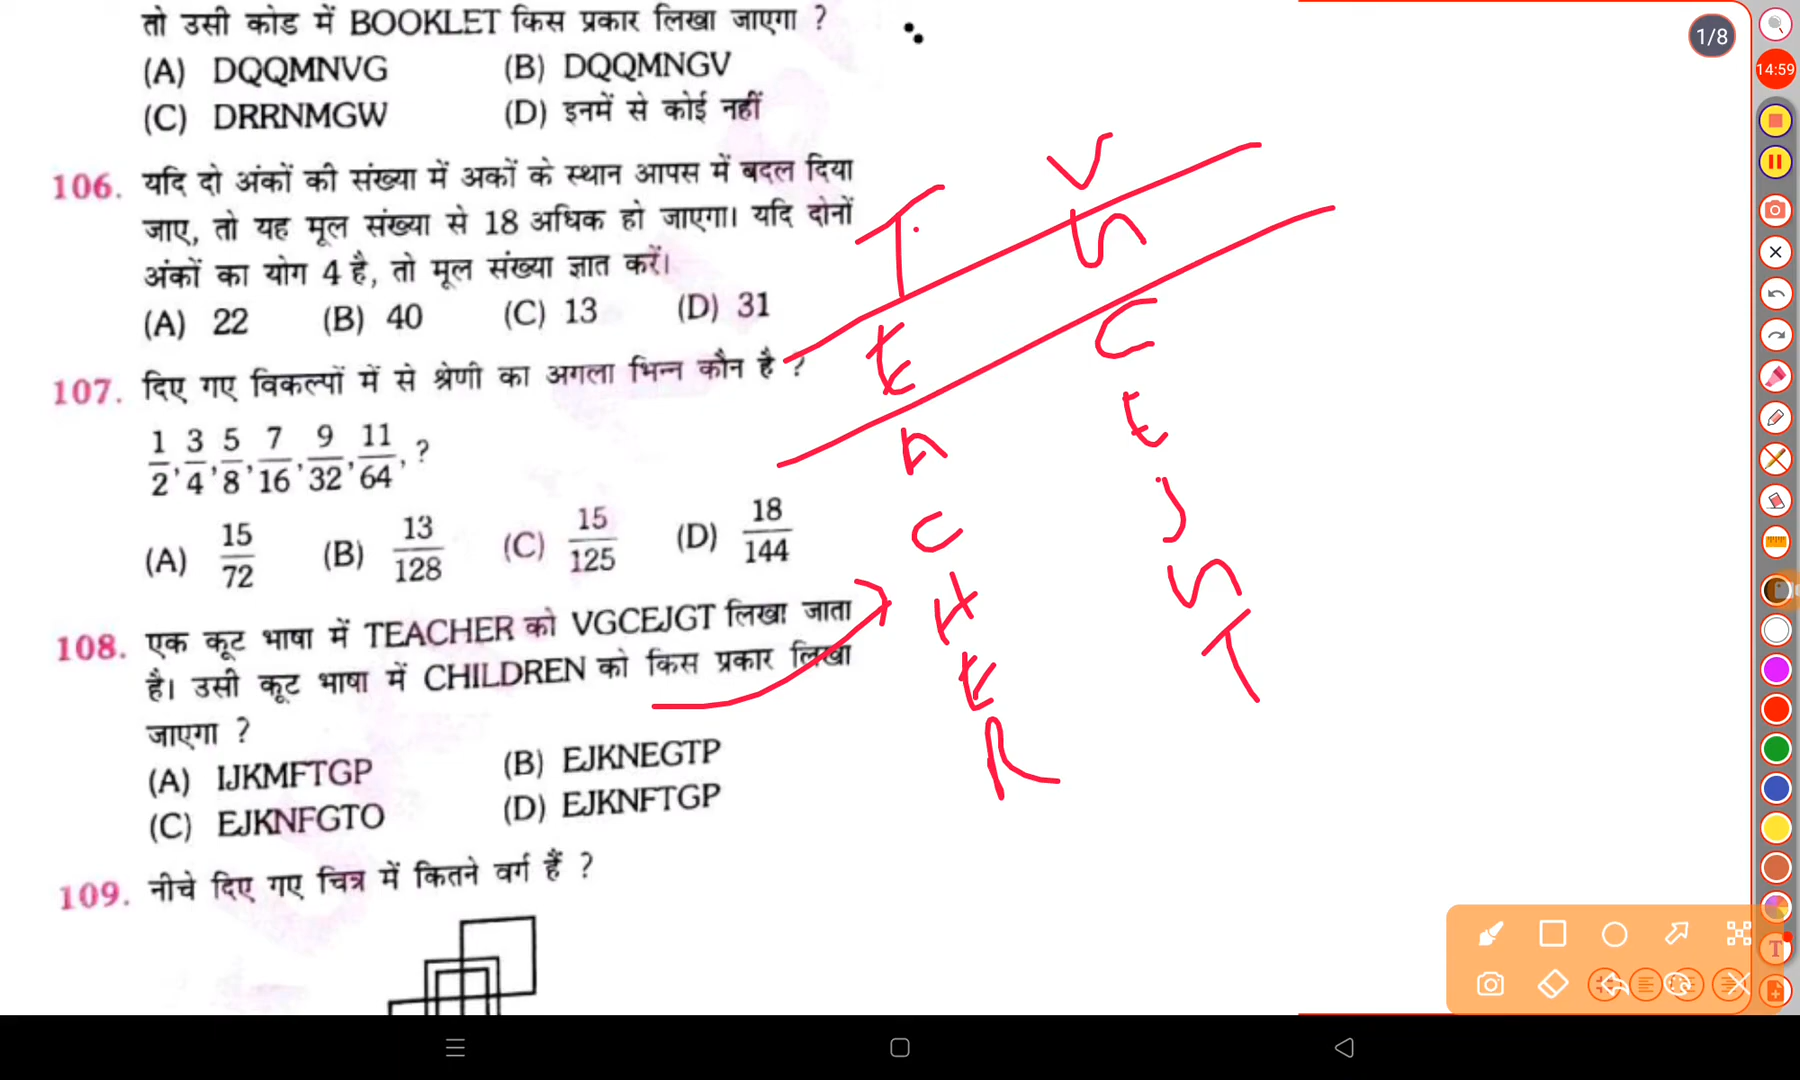 तो उसी कोड में BOOKLET किस प्रकार लिखा जाएगा ?
(A) DQQMNVG (B) DQQMNGV
(C) DRRNMGW (D) इनमें से कोई नहीं
106. यदि दो अंकों की संख्या में अकों के स्थान आपस में बदल दिया
जाए, तो यह मूल संख्या से 18 अधिक हो जाएगा। यदि दोनों
अंकों का योग 4 है, तो मूल संख्या ज्ञात करें।
(A) 22 (B) 40 (C) 13 (D) 31
107. दिए गए विकल्पों में से श्रेणी का अगला भिन्न कौन है ?
1/2, 3/4, 5/8, 7/16, 9/32, 11/64, ?
(A) 15/72 (B) 13/128 (C) 15/125 (D) 18/144
108. एक कूट भाषा में TEACHER को VGCEJGT लिखा जाता
है। उसी कूट भाषा में CHILDREN को किस प्रकार लिखा
जाएगा ?
(A) IJKMFTGP (B) EJKNEGTP
(C) EJKNFGTO (D) EJKNFTGP
109. नीचे दिए गए चित्र में कितने वर्ग हैं ?
T V
E
A C
C E
H J
E
R T
1/8
14:59
T